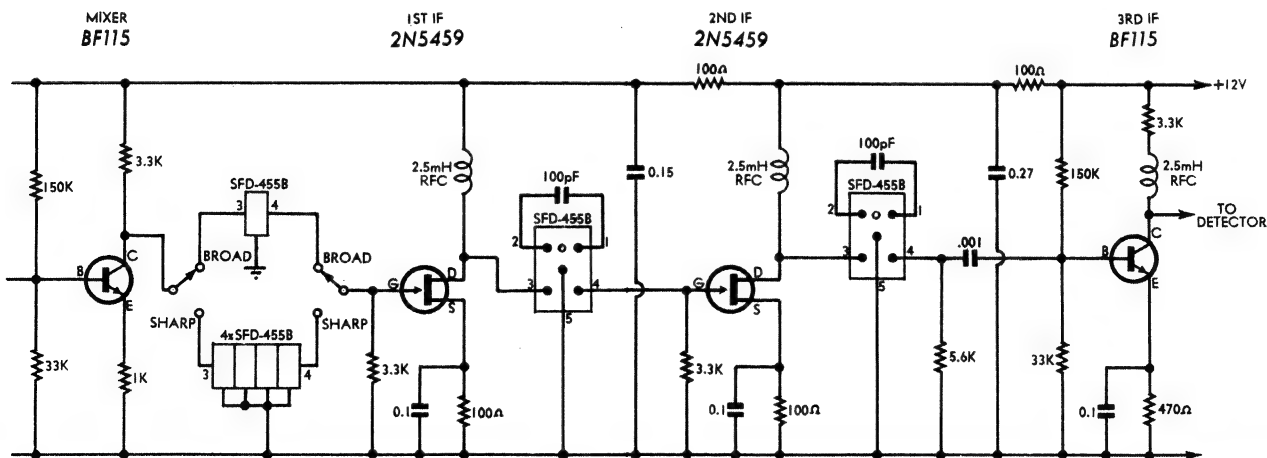 MIXER
BF115
1ST IF
2N5459
2ND IF
2N5459
3RD IF
BF115
100Ω
100Ω
+12V
3.3K
150K
2.5mH
RFC
100pF
SFD-455B
2
1
3
4
5
0.15
2.5mH
RFC
100pF
SFD-455B
2
1
3
4
5
0.27
150K
3.3K
2.5mH
RFC
TO
DETECTOR
SFD-455B
3
4
BROAD
BROAD
C
B
E
SHARP
SHARP
4xSFD-455B
3
4
33K
1K
G
D
S
3.3K
0.1
100Ω
G
D
S
3.3K
0.1
100Ω
.001
5.6K
33K
C
B
E
0.1
470Ω